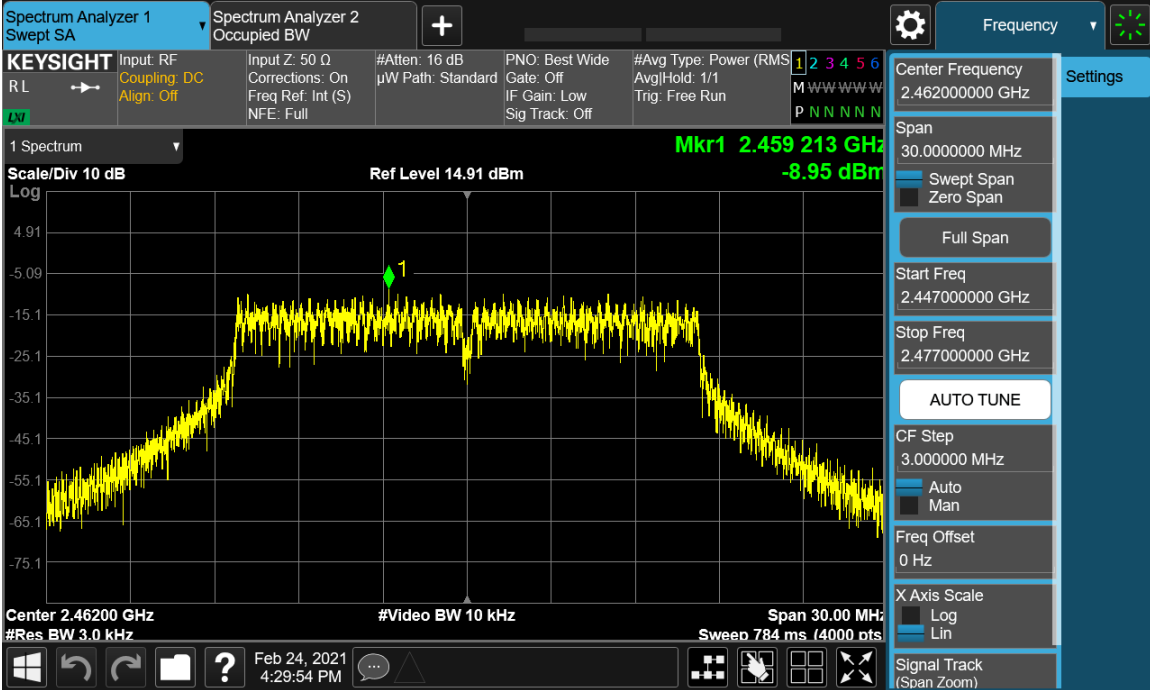 Spectrum Analyzer 1
Swept SA
Spectrum Analyzer 2
Occupied BW
Frequency
KEYSIGHT
R L
LXI
Input: RF
Coupling: DC
Align: Off
Input Z: 50 Ω
Corrections: On
Freq Ref: Int (S)
NFE: Full
#Atten: 16 dB
µW Path: Standard
PNO: Best Wide
Gate: Off
IF Gain: Low
Sig Track: Off
#Avg Type: Power (RMS
Avg|Hold: 1/1
Trig: Free Run
1 2 3 4 5 6
M W W W W W
P N N N N N
1 Spectrum
Scale/Div 10 dB
Log
Ref Level 14.91 dBm
Mkr1 2.459 213 GHz
-8.95 dBm
4.91
-5.09
-15.1
-25.1
-35.1
-45.1
-55.1
-65.1
-75.1
1
Center 2.46200 GHz
#Video BW 10 kHz
Span 30.00 MHz
#Res BW 3.0 kHz
Sweep 784 ms (4000 pts
Feb 24, 2021
4:29:54 PM
?
Center Frequency
2.462000000 GHz
Span
30.0000000 MHz
Swept Span
Zero Span
Full Span
Start Freq
2.447000000 GHz
Stop Freq
2.477000000 GHz
AUTO TUNE
CF Step
3.000000 MHz
Auto
Man
Freq Offset
0 Hz
X Axis Scale
Log
Lin
Signal Track
(Span Zoom)
Settings